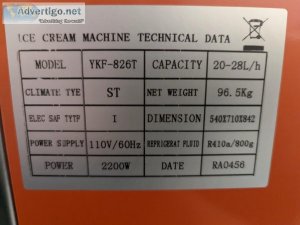 Advertigo.net
ICE CREAM MACHINE TECHNICAL DATA
MODEL YKF-826T CAPACITY 20-28L/h
CLIMATE TYE ST NET WEIGHT 96.5Kg
ELEC SAF TYTP I DIMENSION 540X710X842
POWER SUPPLY 110V/60Hz REFRIGERAT FLUID R410a/800g
POWER 2200W DATE RA0456